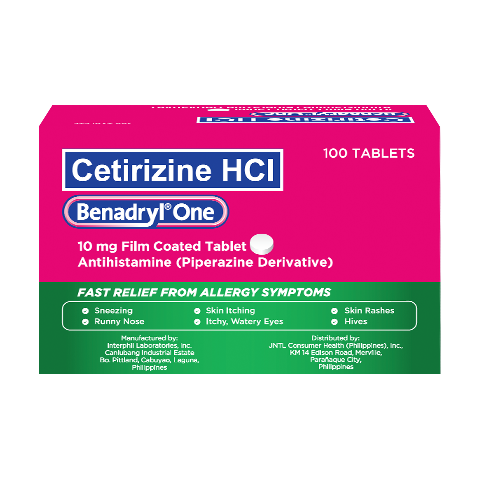 Cetirizine HCl
100 TABLETS
Cetirizine HCl
Benadryl® One
10 mg Film Coated Tablet
Antihistamine (Piperazine Derivative)
FAST RELIEF FROM ALLERGY SYMPTOMS
Sneezing
Skin Itching
Skin Rashes
Runny Nose
Itchy, Watery Eyes
Hives
Manufactured by:
Interphil Laboratories, Inc.
Canlubang Industrial Estate
Bo. Pittland, Cabuyao, Laguna,
Philippines
Distributed by:
JNTL Consumer Health (Philippines), Inc.,
KM 14 Edison Road, Merville,
Parañaque City,
Philippines